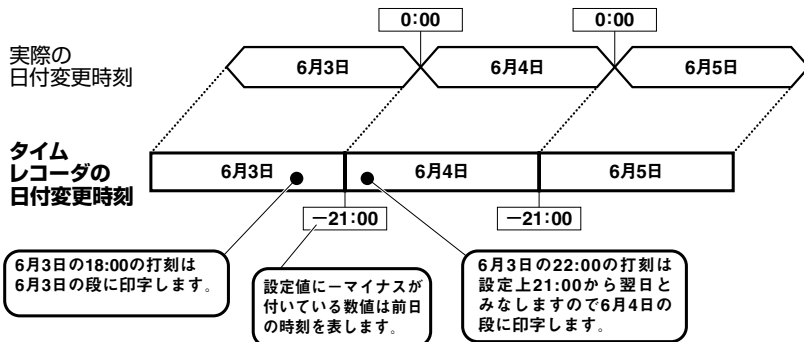 0:00
0:00
実際の
日付変更時刻
6月3日
6月4日
6月5日
タイム
レコーダの
日付変更時刻
6月3日
6月4日
6月5日
－21:00
－21:00
6月3日の18:00の打刻は
6月3日の段に印字します。
設定値に－マイナスが
付いている数値は前日
の時刻を表します。
6月3日の22:00の打刻は
設定上21:00から翌日と
みなしますので6月4日の
段に印字します。